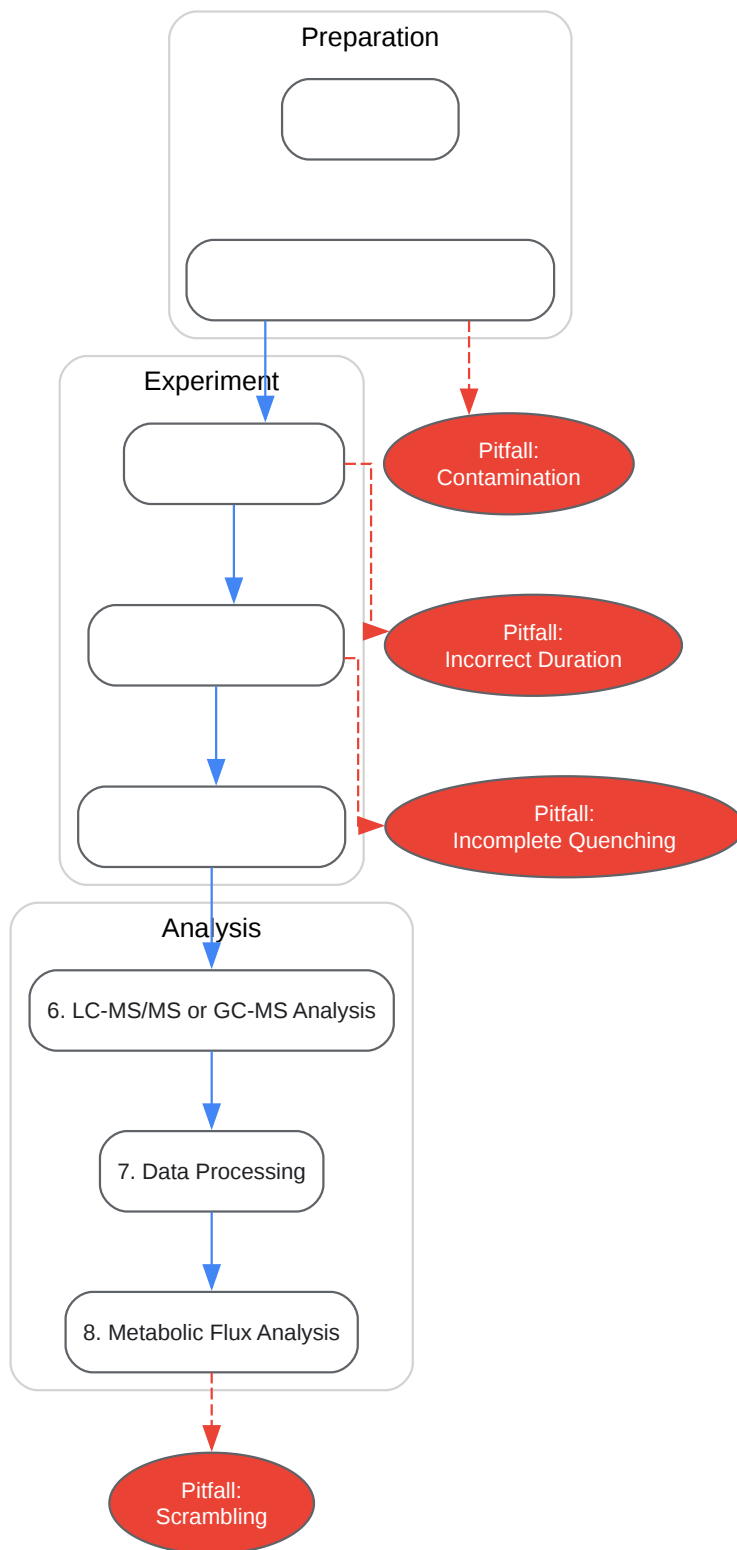 Preparation
Experiment
Pitfall:
Contamination
Pitfall:
Incorrect Duration
Pitfall:
Incomplete Quenching
Analysis
6. LC-MS/MS or GC-MS Analysis
7. Data Processing
8. Metabolic Flux Analysis
Pitfall:
Scrambling